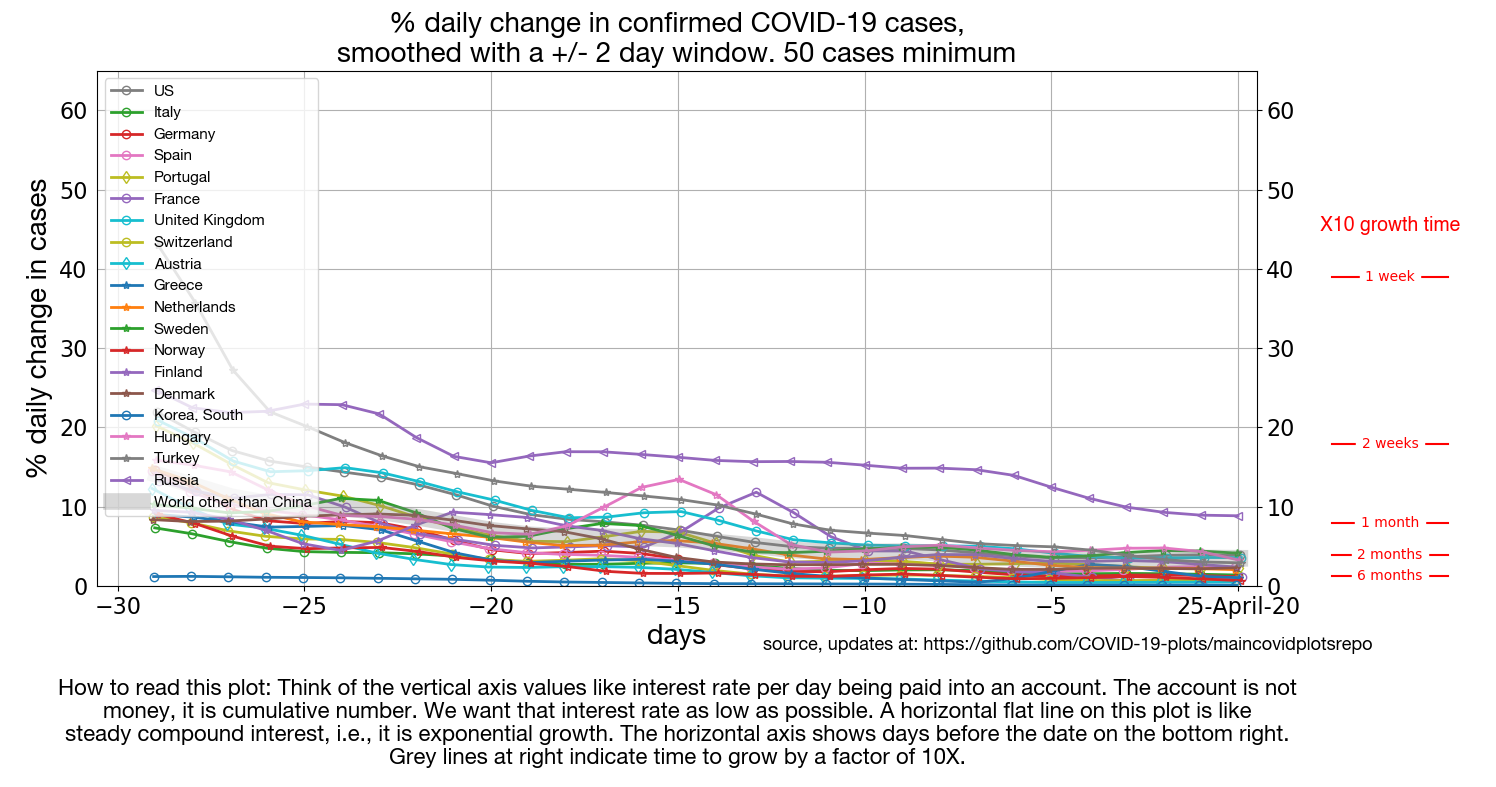 % daily change in confirmed COVID-19 cases,
smoothed with a +/- 2 day window. 50 cases minimum
% daily change in cases
60
50
40
30
20
10
0
US
Italy
Germany
Spain
Portugal
France
United Kingdom
Switzerland
Austria
Greece
Netherlands
Sweden
Norway
Finland
Denmark
Korea, South
Hungary
Turkey
Russia
World other than China
60
50
40
30
20
10
0
X10 growth time
1 week
2 weeks
1 month
2 months
6 months
−30
−25
−20
−15
−10
−5
25-April-20
days
source, updates at: https://github.com/COVID-19-plots/maincovidplotsrepo
How to read this plot: Think of the vertical axis values like interest rate per day being paid into an account. The account is not
money, it is cumulative number. We want that interest rate as low as possible. A horizontal flat line on this plot is like
steady compound interest, i.e., it is exponential growth. The horizontal axis shows days before the date on the bottom right.
Grey lines at right indicate time to grow by a factor of 10X.